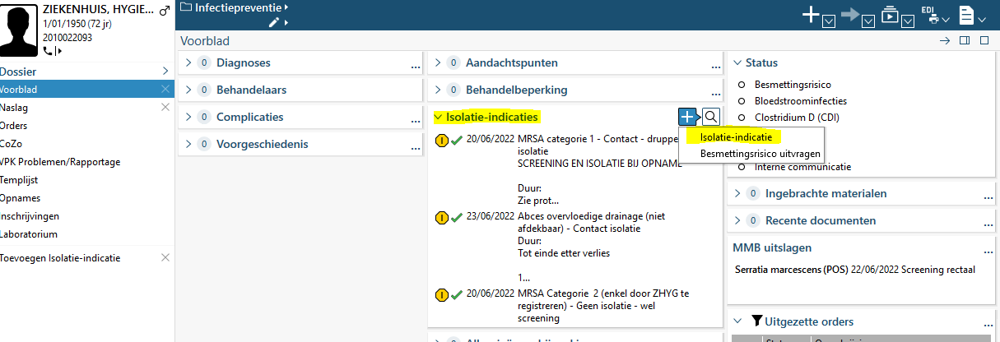 ZIEKENHUIS, HYGIE...
1/01/1950 (72 jr)
2010022093
Dossier
Voorblad
Naslag
Orders
CoZo
VPK Problemen/Rapportage
Templijst
Opnames
Inschrijvingen
Laboratorium
Toevoegen Isolatie-indicatie
Infectiepreventie
EDI
Voorblad
0 Diagnoses ...
0 Behandelaars ...
0 Complicaties ...
0 Voorgeschiedenis ...
0 Aandachtspunten ...
0 Behandelbeperking ...
Isolatie-indicaties
Isolatie-indicatie
Besmettingsrisico uitvragen
20/06/2022 MRSA categorie 1 - Contact - druppe
isolatie
SCREENING EN ISOLATIE BIJ OPNAME
Duur:
Zie prot...
23/06/2022 Abces overvloedige drainage (niet
afdekbaar) - Contact isolatie
Duur:
Tot einde etter verlies
1...
20/06/2022 MRSA Categorie 2 (enkel door ZHYG te
registreren) - Geen isolatie - wel
screening
Status
Besmettingsrisico
Bloedstroominfecties
Clostridium D (CDI)
Interne communicatie
0 Ingebrachte materialen ...
0 Recente documenten ...
MMB uitslagen ...
Serratia marcescens (POS) 22/06/2022 Screening rectaal
Uitgezette orders ...